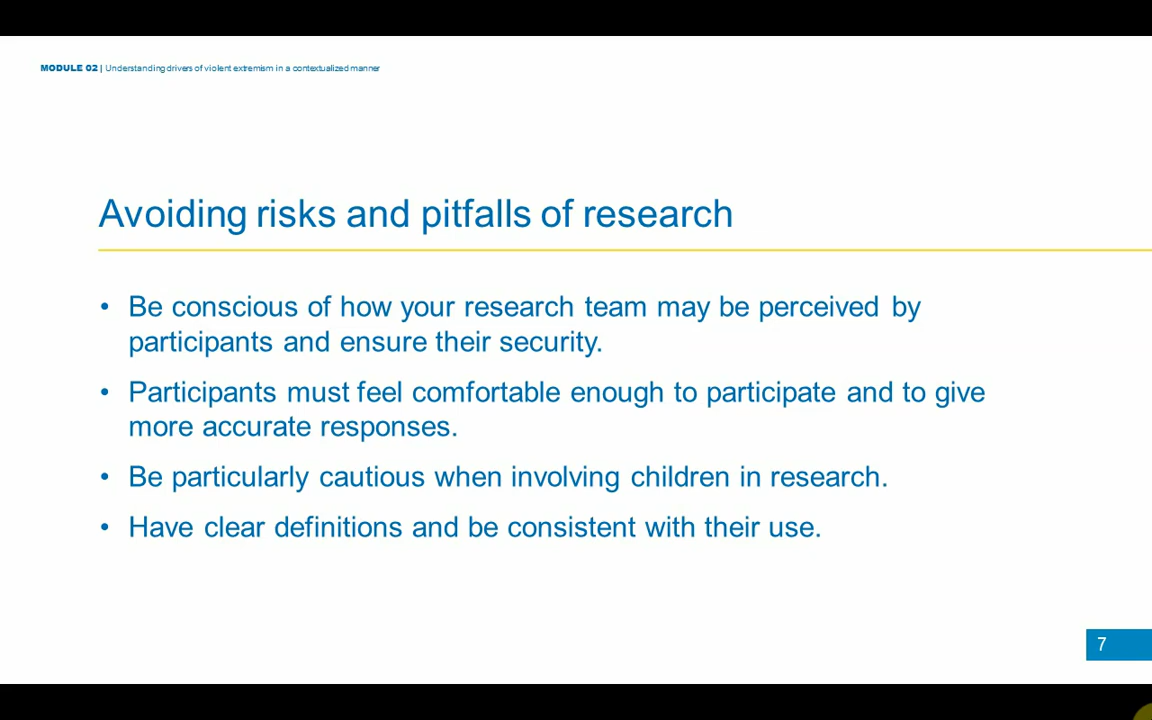 MODULE 02 | Understanding drivers of violent extremism in a contextualized manner
Avoiding risks and pitfalls of research
• Be conscious of how your research team may be perceived by
participants and ensure their security.
• Participants must feel comfortable enough to participate and to give
more accurate responses.
• Be particularly cautious when involving children in research.
• Have clear definitions and be consistent with their use.
7